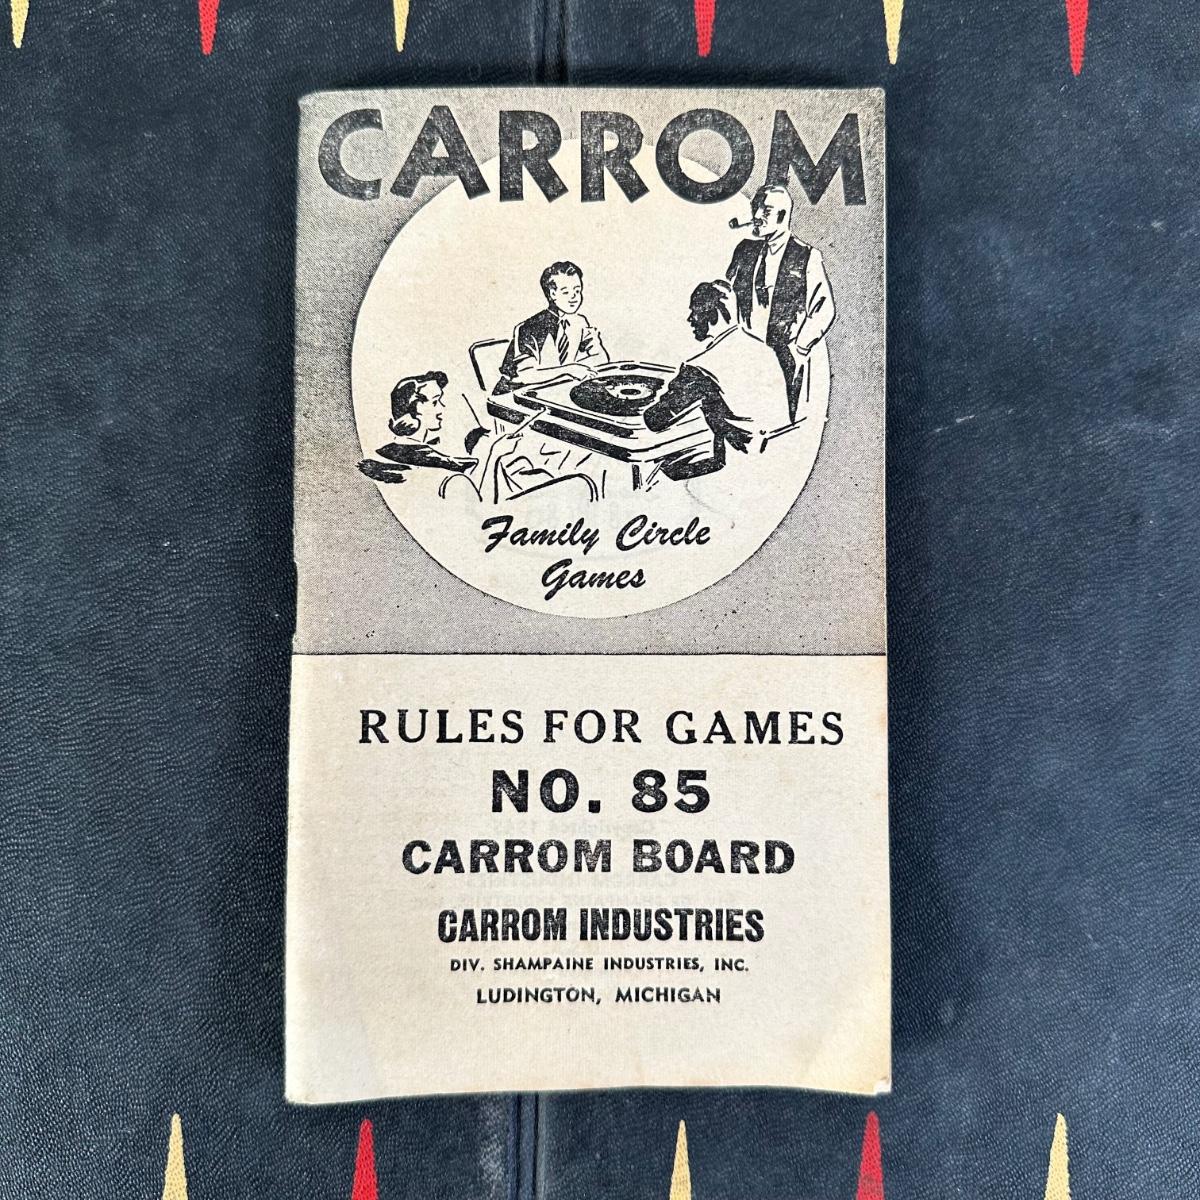 CARROM
Family Circle
Games
RULES FOR GAMES
NO. 85
CARROM BOARD
CARROM INDUSTRIES
DIV. SHAMPAINE INDUSTRIES, INC.
LUDINGTON, MICHIGAN